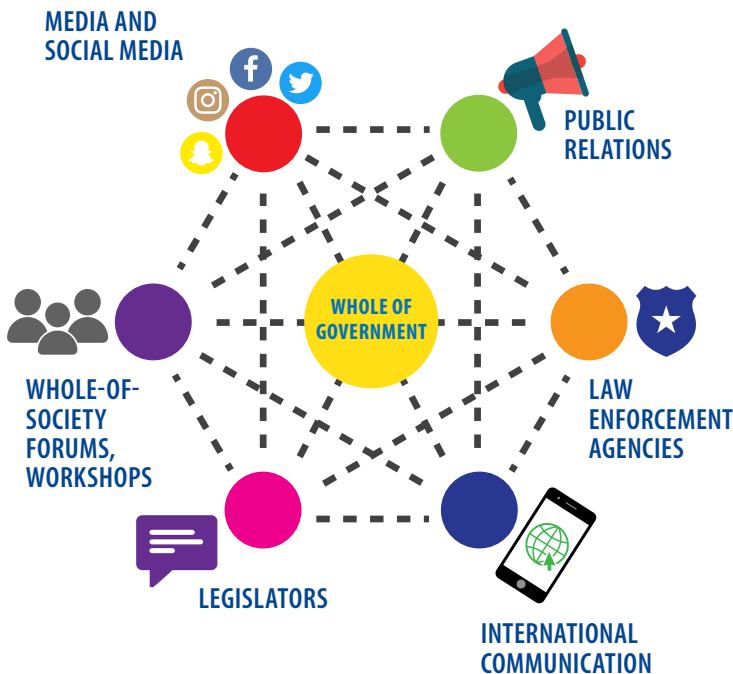 MEDIA AND
SOCIAL MEDIA
PUBLIC
RELATIONS
WHOLE OF
GOVERNMENT
WHOLE-OF-
SOCIETY
FORUMS,
WORKSHOPS
LAW
ENFORCEMENT
AGENCIES
LEGISLATORS
INTERNATIONAL
COMMUNICATION